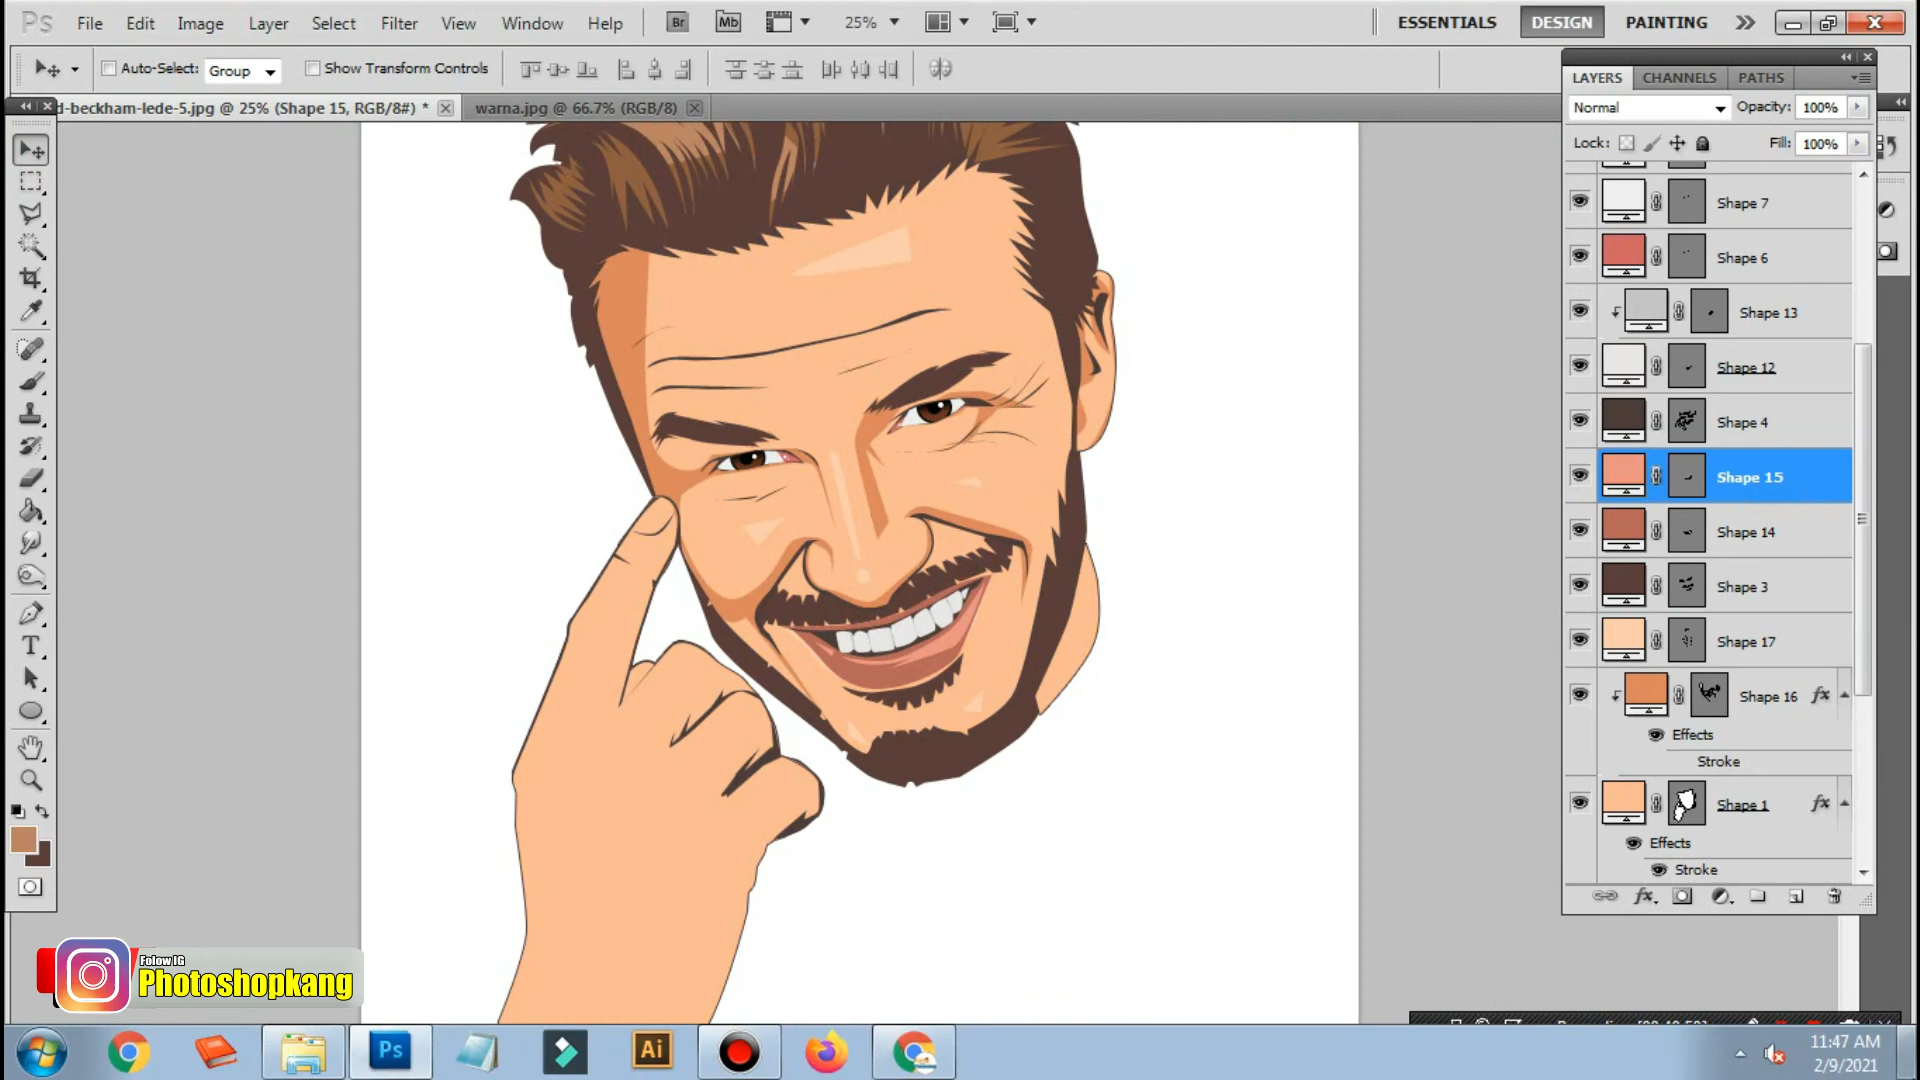 Ps File Edit Image Layer Select Filter View Window Help Br Mb 25% ESSENTIALS DESIGN PAINTING
Auto-Select: Group Show Transform Controls
d-beckham-lede-5.jpg @ 25% (Shape 15, RGB/8#) * warna.jpg @ 66.7% (RGB/8)
LAYERS CHANNELS PATHS
Normal Opacity: 100%
Lock: Fill: 100%
Shape 7
Shape 6
Shape 13
Shape 12
Shape 4
Shape 15
Shape 14
Shape 3
Shape 17
Shape 16 fx
Effects
Stroke
Shape 1 fx
Effects
Stroke
fx
T
Folow IG
Photoshopkang
Ps Ai
11:47 AM
2/9/2021